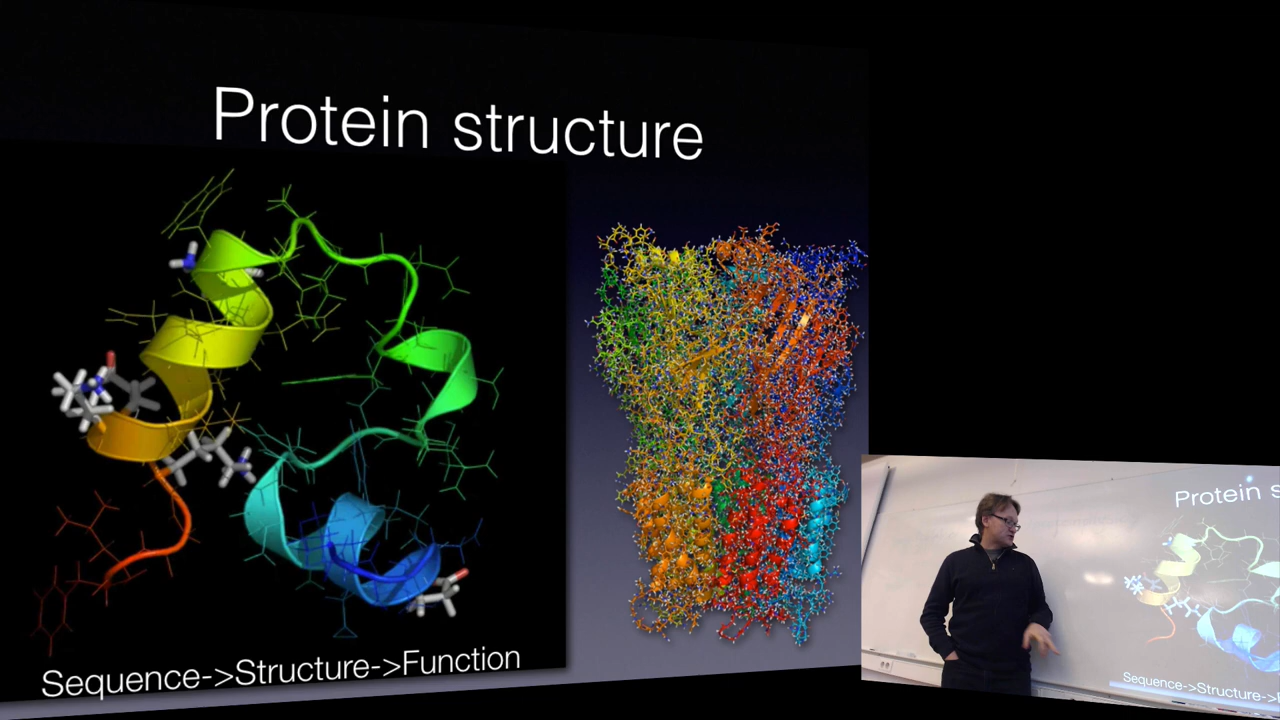 Protein structure
Sequence->Structure->Function
Protein s
Sequence->Structure->